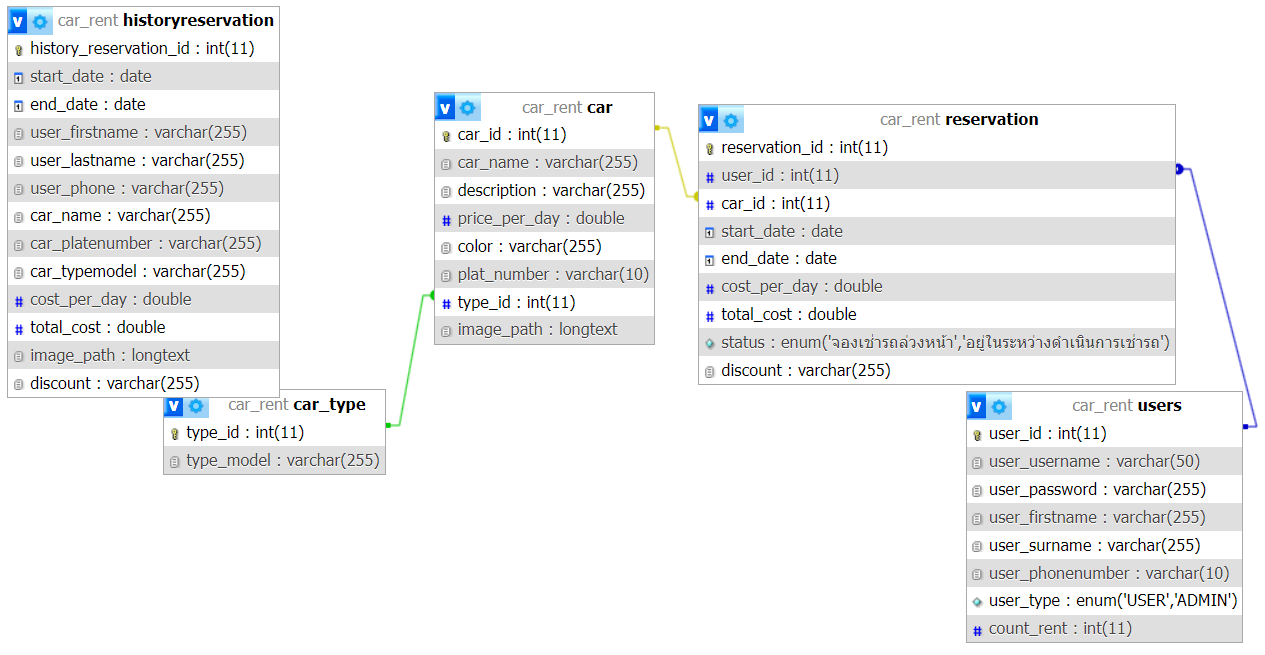 car_rent historyreservation
history_reservation_id : int(11)
start_date : date
end_date : date
user_firstname : varchar(255)
user_lastname : varchar(255)
user_phone : varchar(255)
car_name : varchar(255)
car_platenumber : varchar(255)
car_typemodel : varchar(255)
cost_per_day : double
total_cost : double
image_path : longtext
discount : varchar(255)
car_rent car_type
type_id : int(11)
type_model : varchar(255)
car_rent car
car_id : int(11)
car_name : varchar(255)
description : varchar(255)
price_per_day : double
color : varchar(255)
plat_number : varchar(10)
type_id : int(11)
image_path : longtext
car_rent reservation
reservation_id : int(11)
user_id : int(11)
car_id : int(11)
start_date : date
end_date : date
cost_per_day : double
total_cost : double
status : enum('จองเช่ารถล่วงหน้า','อยู่ในระหว่างดำเนินการเช่ารถ')
discount : varchar(255)
car_rent users
user_id : int(11)
user_username : varchar(50)
user_password : varchar(255)
user_firstname : varchar(255)
user_surname : varchar(255)
user_phonenumber : varchar(10)
user_type : enum('USER','ADMIN')
count_rent : int(11)